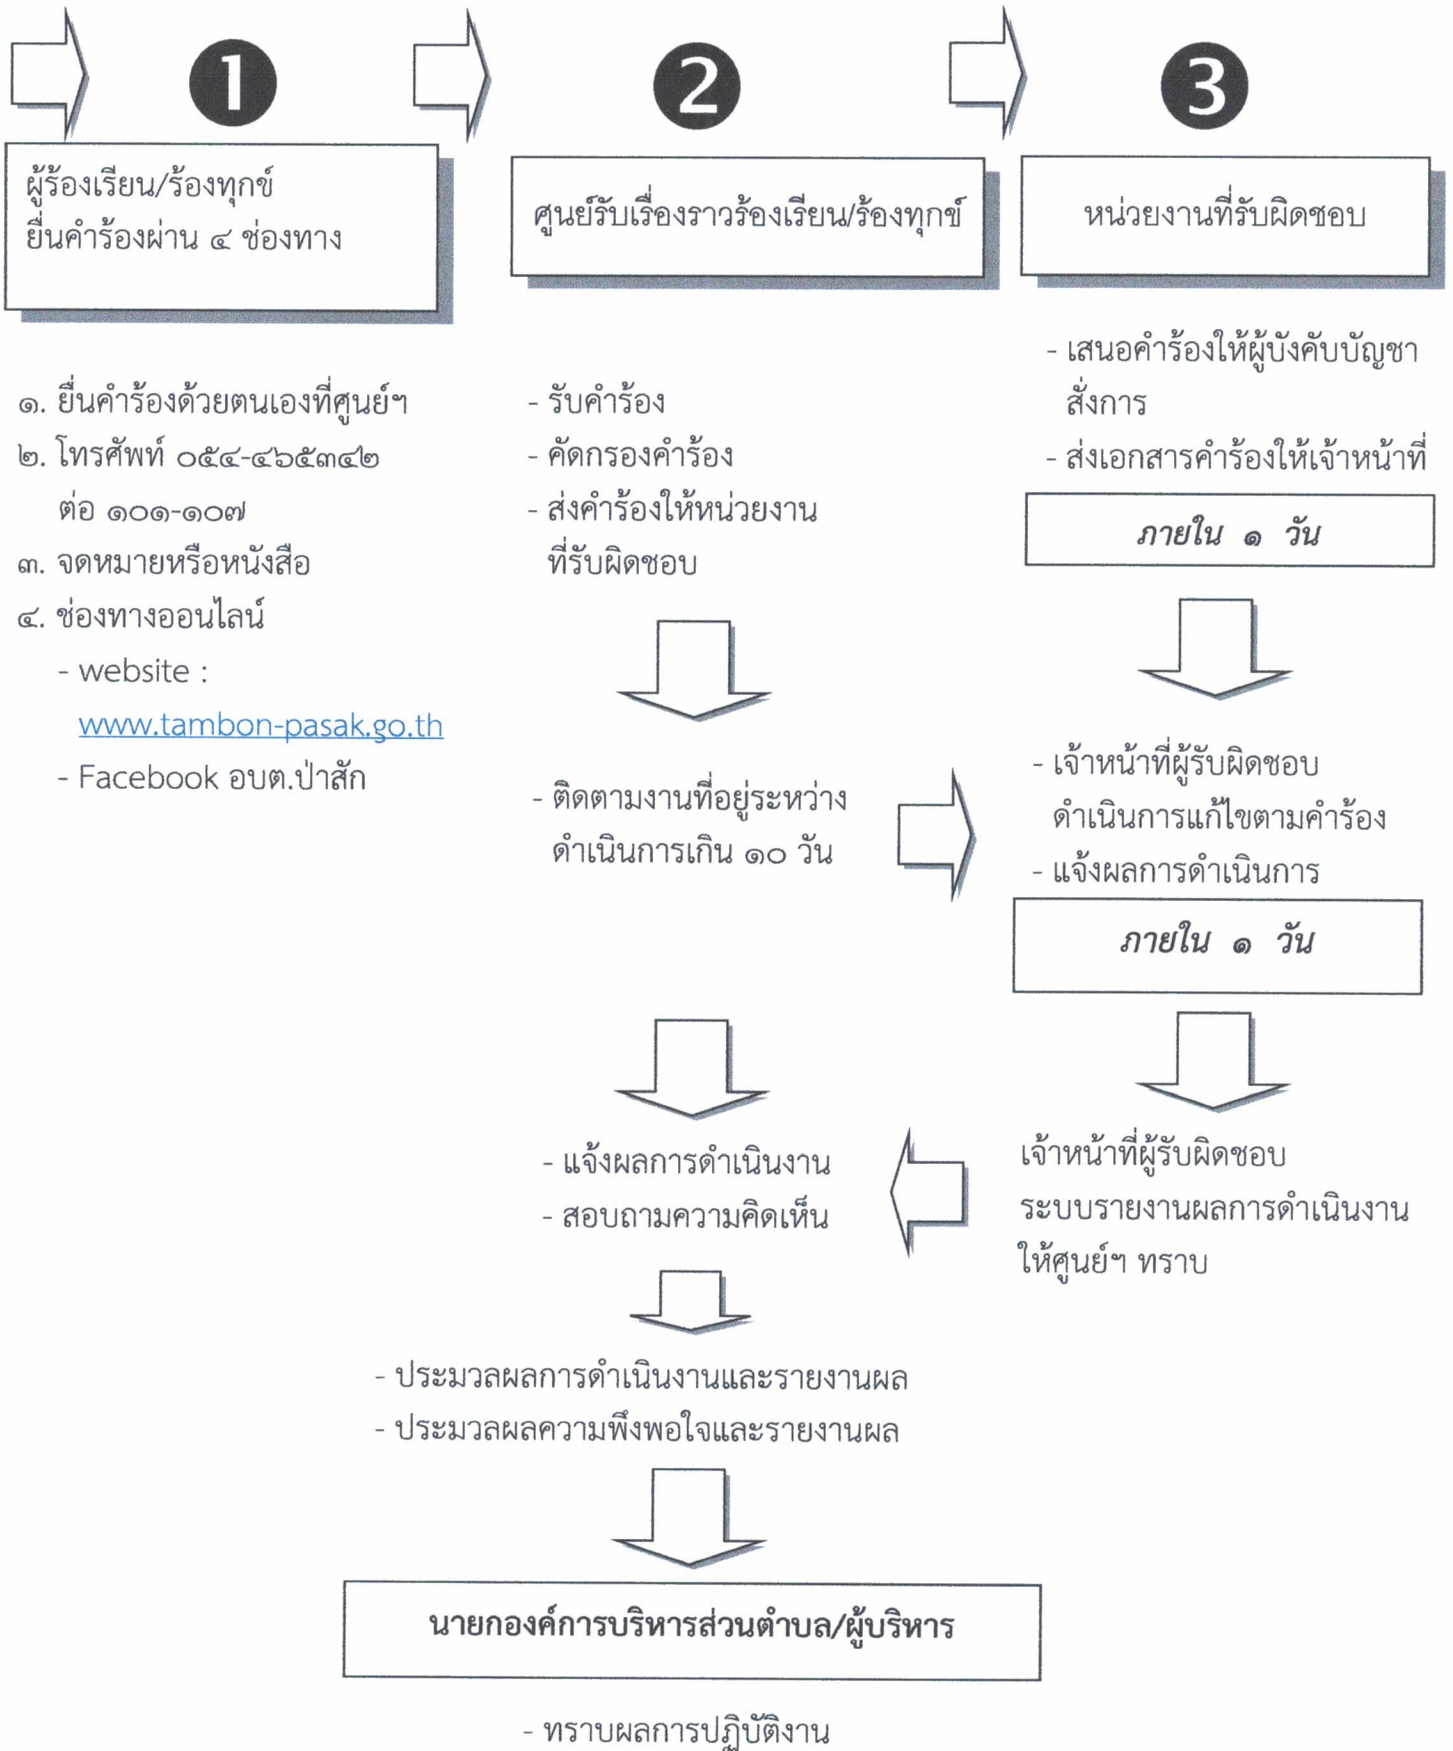 1
2
3
ผู้ร้องเรียน/ร้องทุกข์
ยื่นคำร้องผ่าน ๔ ช่องทาง
ศูนย์รับเรื่องราวร้องเรียน/ร้องทุกข์
หน่วยงานที่รับผิดชอบ
๑. ยื่นคำร้องด้วยตนเองที่ศูนย์ฯ
๒. โทรศัพท์ ๐๕๔-๔๖๕๓๔๒
ต่อ ๑๐๑-๑๐๗
๓. จดหมายหรือหนังสือ
๔. ช่องทางออนไลน์
- website :
www.tambon-pasak.go.th
- Facebook อบต.ป่าสัก
- รับคำร้อง
- คัดกรองคำร้อง
- ส่งคำร้องให้หน่วยงาน
ที่รับผิดชอบ
- เสนอคำร้องให้ผู้บังคับบัญชา
สั่งการ
- ส่งเอกสารคำร้องให้เจ้าหน้าที่
ภายใน ๑ วัน
- ติดตามงานที่อยู่ระหว่าง
ดำเนินการเกิน ๑๐ วัน
- เจ้าหน้าที่ผู้รับผิดชอบ
ดำเนินการแก้ไขตามคำร้อง
- แจ้งผลการดำเนินการ
ภายใน ๑ วัน
- แจ้งผลการดำเนินงาน
- สอบถามความคิดเห็น
เจ้าหน้าที่ผู้รับผิดชอบ
ระบบรายงานผลการดำเนินงาน
ให้ศูนย์ฯ ทราบ
- ประมวลผลการดำเนินงานและรายงานผล
- ประมวลผลความพึงพอใจและรายงานผล
นายกองค์การบริหารส่วนตำบล/ผู้บริหาร
- ทราบผลการปฏิบัติงาน